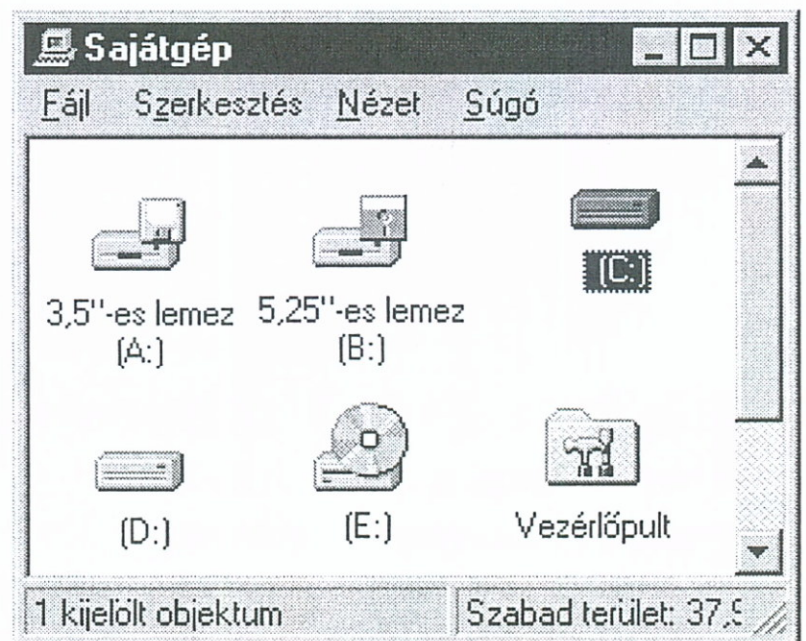 Sajátgép
Fájl Szerkesztés Nézet Súgó
3,5''-es lemez (A:)
5,25''-es lemez (B:)
(C:)
(D:)
(E:)
Vezérlőpult
1 kijelölt objektum
Szabad terület: 37,